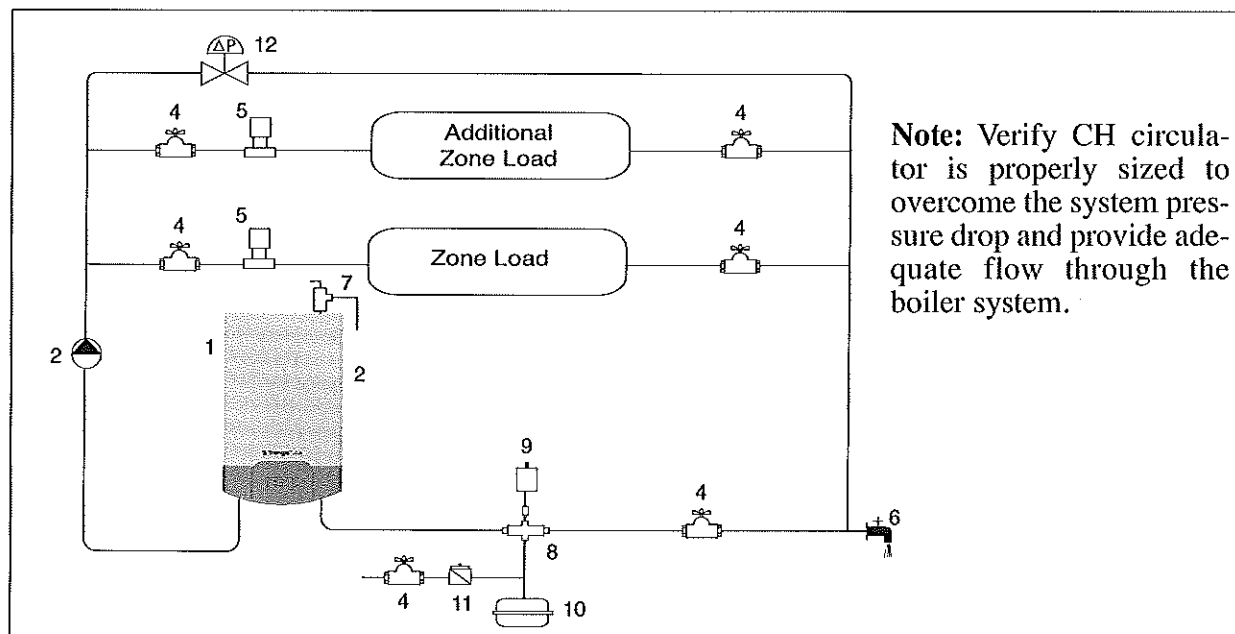 ΔP 12
4 5 4
Additional
Zone Load
4 5 4
Zone Load
7
2 1 2
9
4 6
8
4 11 10
Note: Verify CH circula-
tor is properly sized to
overcome the system pres-
sure drop and provide ade-
quate flow through the
boiler system.